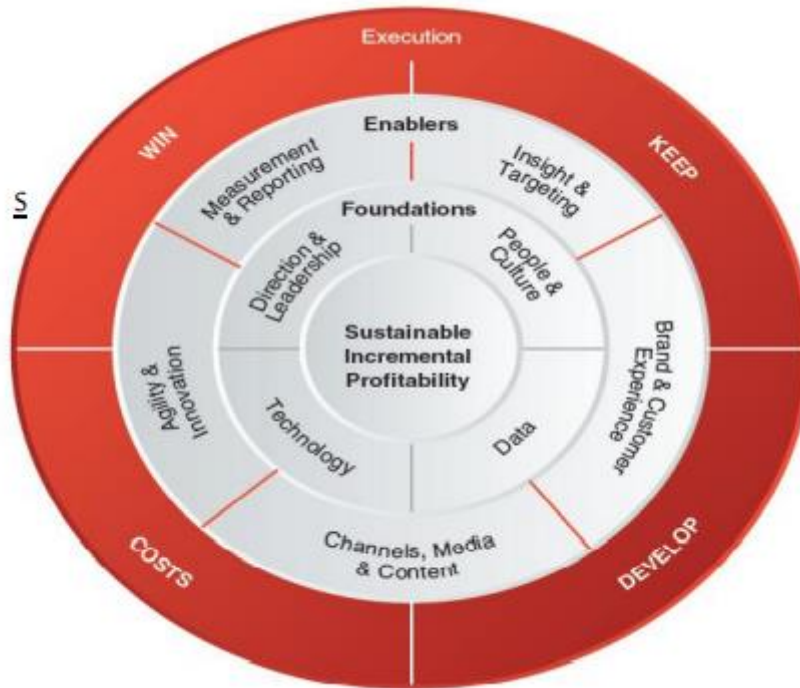 Execution
WIN
KEEP
Enablers
Measurement
& Reporting
Insight &
Targeting
S
Foundations
Direction &
Leadership
People &
Culture
Sustainable
Incremental
Profitability
Agility &
Innovation
Brand & Customer
Experience
Technology
Data
Channels, Media
& Content
COSTS
DEVELOP